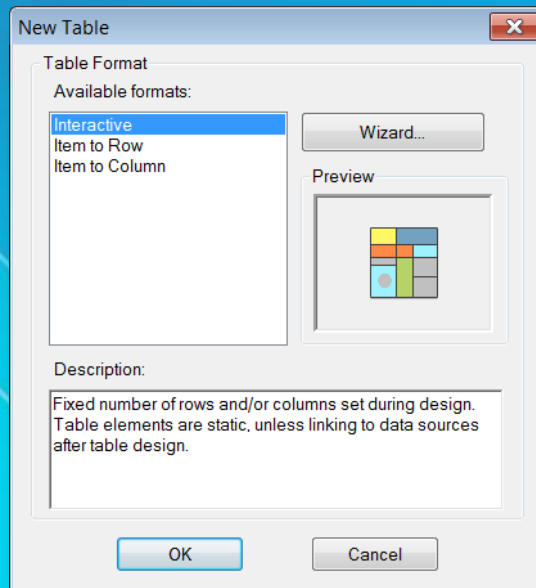 New Table
Table Format
Available formats:
Interactive
Item to Row
Item to Column
Wizard...
Preview
Description:
Fixed number of rows and/or columns set during design.
Table elements are static, unless linking to data sources
after table design.
OK
Cancel